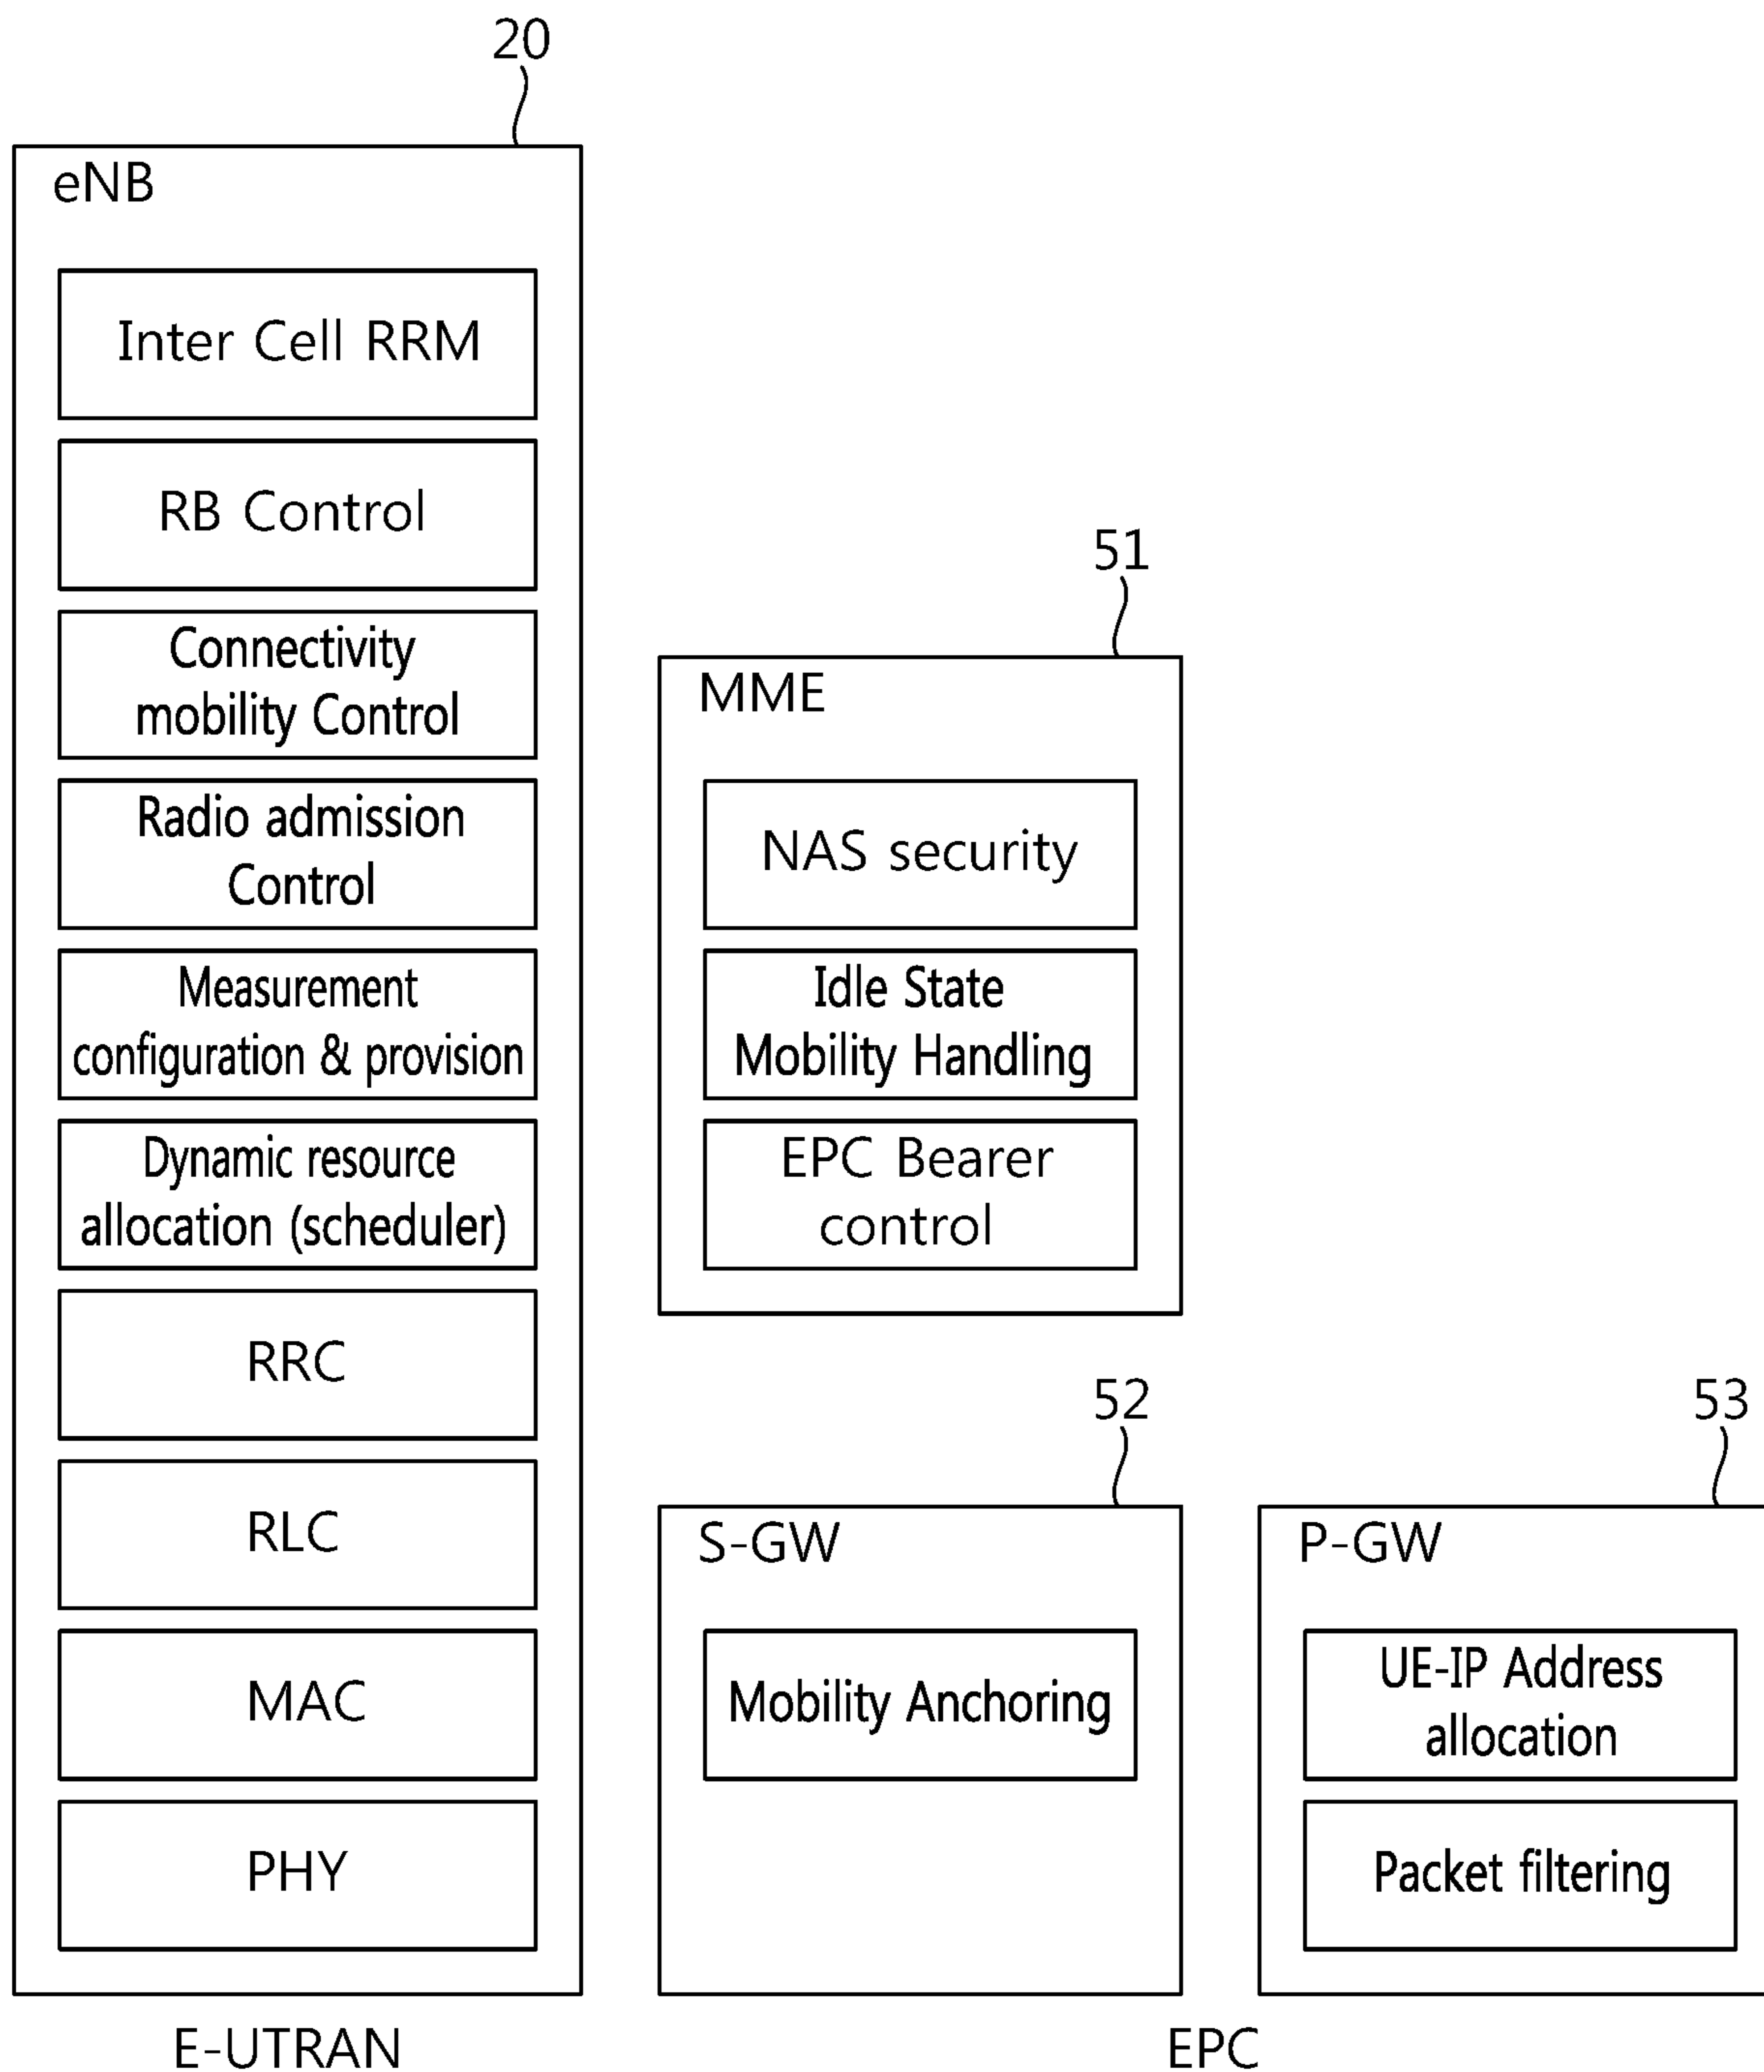 20
eNB
Inter Cell RRM
RB Control
Connectivity
mobility Control
Radio admission
Control
Measurement
configuration & provision
Dynamic resource
allocation (scheduler)
RRC
RLC
MAC
PHY
E-UTRAN
51
MME
NAS security
Idle State
Mobility Handling
EPC Bearer
control
52
S-GW
Mobility Anchoring
53
P-GW
UE-IP Address
allocation
Packet filtering
EPC